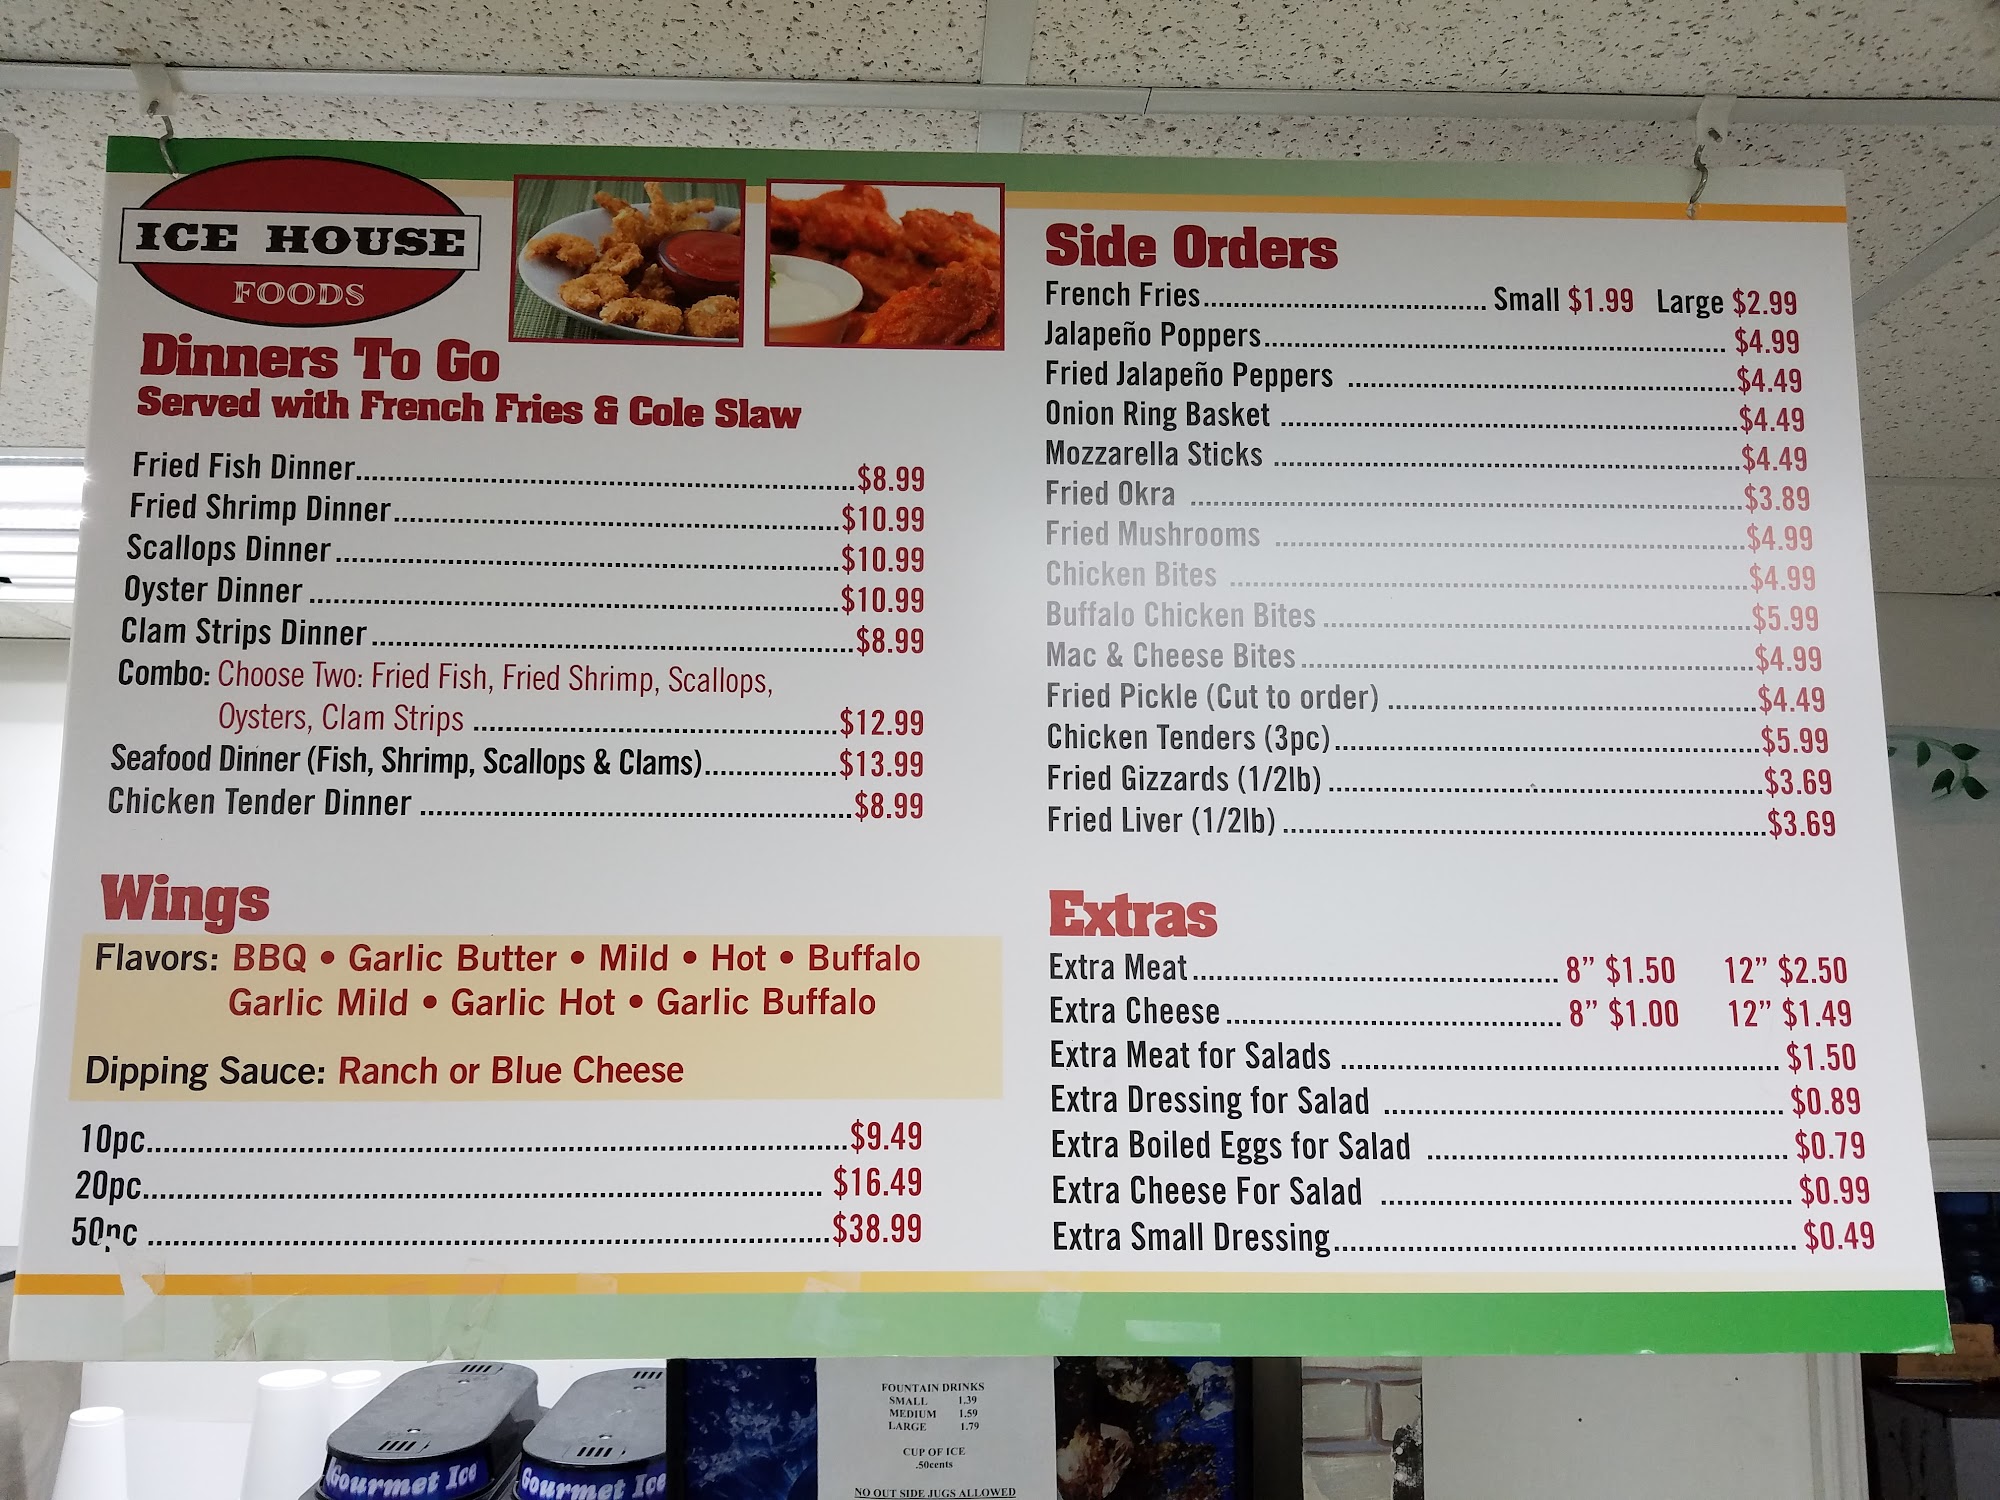 ICE HOUSE
FOODS
Dinners To Go
Served with French Fries & Cole Slaw
Fried Fish Dinner.....$8.99
Fried Shrimp Dinner.....$10.99
Scallops Dinner.....$10.99
Oyster Dinner.....$10.99
Clam Strips Dinner.....$8.99
Combo: Choose Two: Fried Fish, Fried Shrimp, Scallops,
Oysters, Clam Strips.....$12.99
Seafood Dinner (Fish, Shrimp, Scallops & Clams).....$13.99
Chicken Tender Dinner.....$8.99
Wings
Flavors: BBQ • Garlic Butter • Mild • Hot • Buffalo
Garlic Mild • Garlic Hot • Garlic Buffalo
Dipping Sauce: Ranch or Blue Cheese
10pc.....$9.49
20pc.....$16.49
50pc.....$38.99
Side Orders
French Fries..... Small $1.99 Large $2.99
Jalapeño Poppers.....$4.99
Fried Jalapeño Peppers.....$4.49
Onion Ring Basket.....$4.49
Mozzarella Sticks.....$4.49
Fried Okra.....$3.89
Fried Mushrooms.....$4.99
Chicken Bites.....$4.99
Buffalo Chicken Bites.....$5.99
Mac & Cheese Bites.....$4.99
Fried Pickle (Cut to order).....$4.49
Chicken Tenders (3pc).....$5.99
Fried Gizzards (1/2lb).....$3.69
Fried Liver (1/2lb).....$3.69
Extras
Extra Meat..... 8” $1.50 12” $2.50
Extra Cheese..... 8” $1.00 12” $1.49
Extra Meat for Salads.....$1.50
Extra Dressing for Salad.....$0.89
Extra Boiled Eggs for Salad.....$0.79
Extra Cheese For Salad.....$0.99
Extra Small Dressing.....$0.49
Gourmet Ice
Gourmet Ice
FOUNTAIN DRINKS
SMALL 1.39
MEDIUM 1.59
LARGE 1.79
CUP OF ICE
.50cents
NO OUT SIDE JUGS ALLOWED